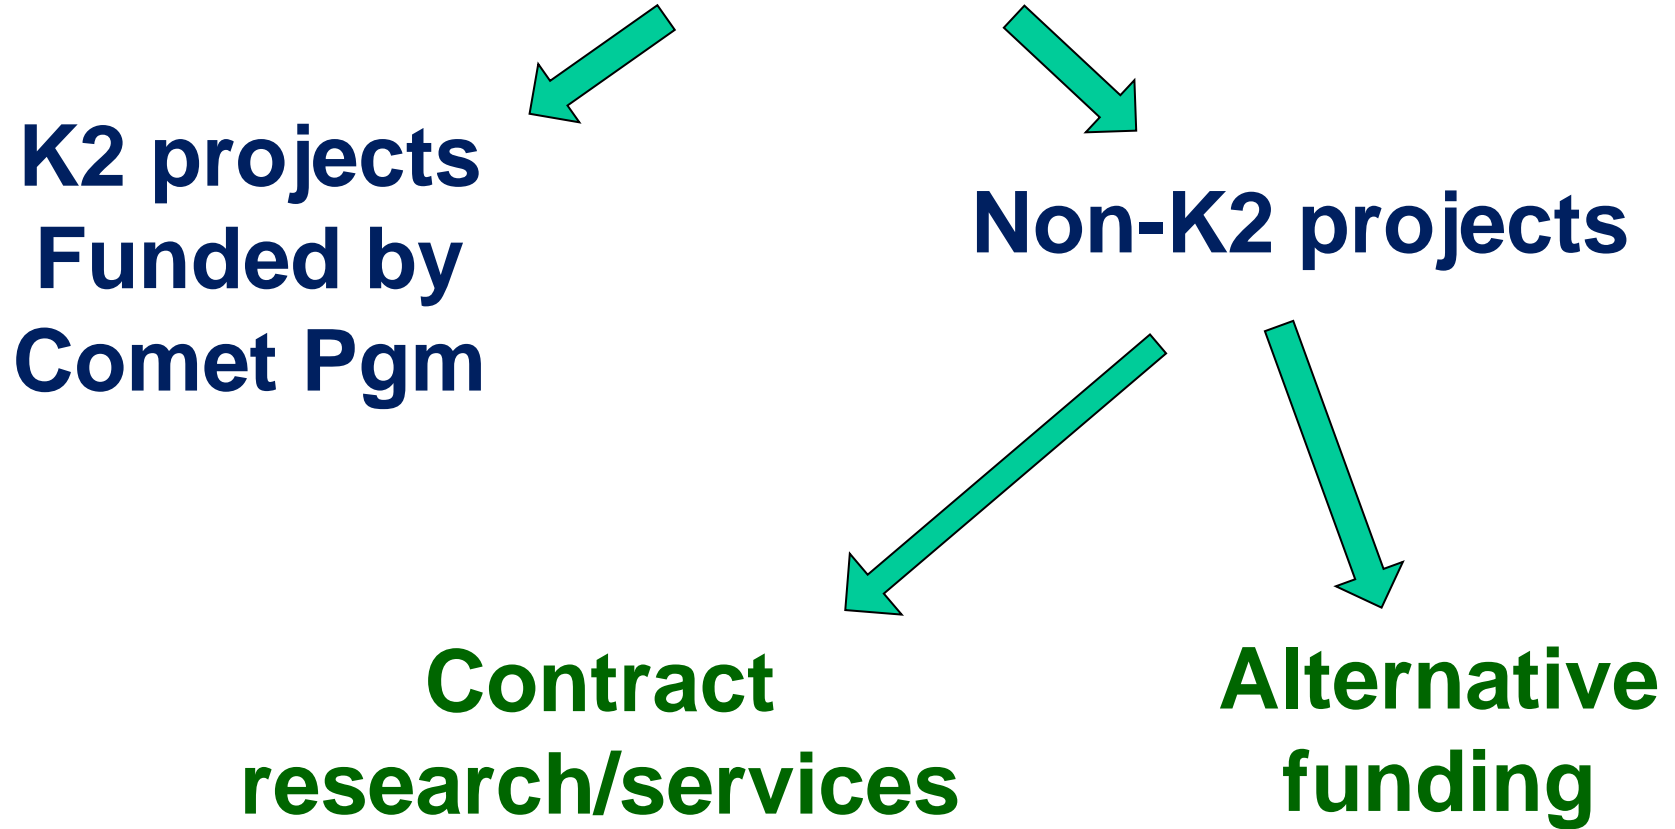 K2 projects
Funded by
Comet Pgm
Non-K2 projects
Contract
research/services
Alternative
funding